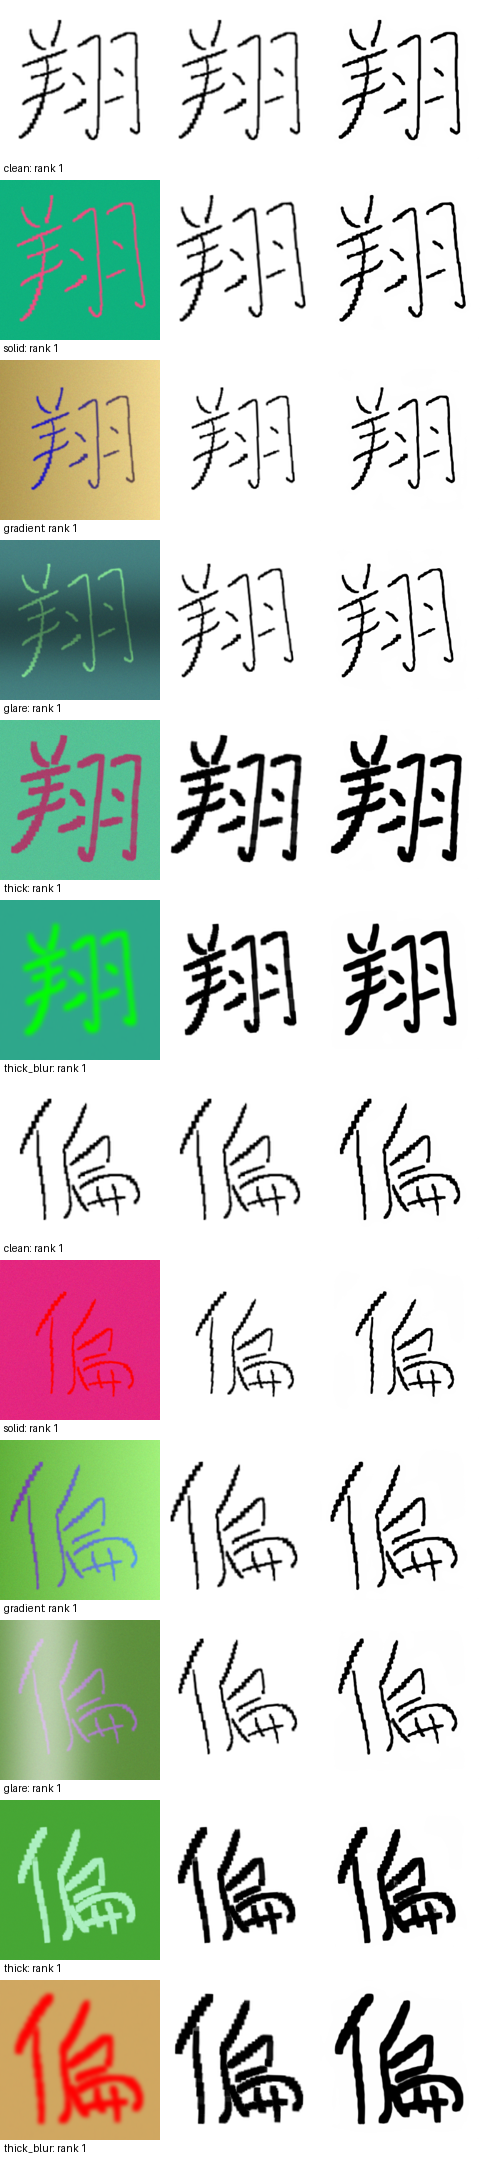 翔 翔 翔
clean: rank 1
翔 翔 翔
solid: rank 1
翔 翔 翔
gradient: rank 1
翔 翔 翔
glare: rank 1
翔 翔 翔
thick: rank 1
翔 翔 翔
thick_blur: rank 1
偏 偏 偏
clean: rank 1
偏 偏 偏
solid: rank 1
偏 偏 偏
gradient: rank 1
偏 偏 偏
glare: rank 1
偏 偏 偏
thick: rank 1
偏 偏 偏
thick_blur: rank 1